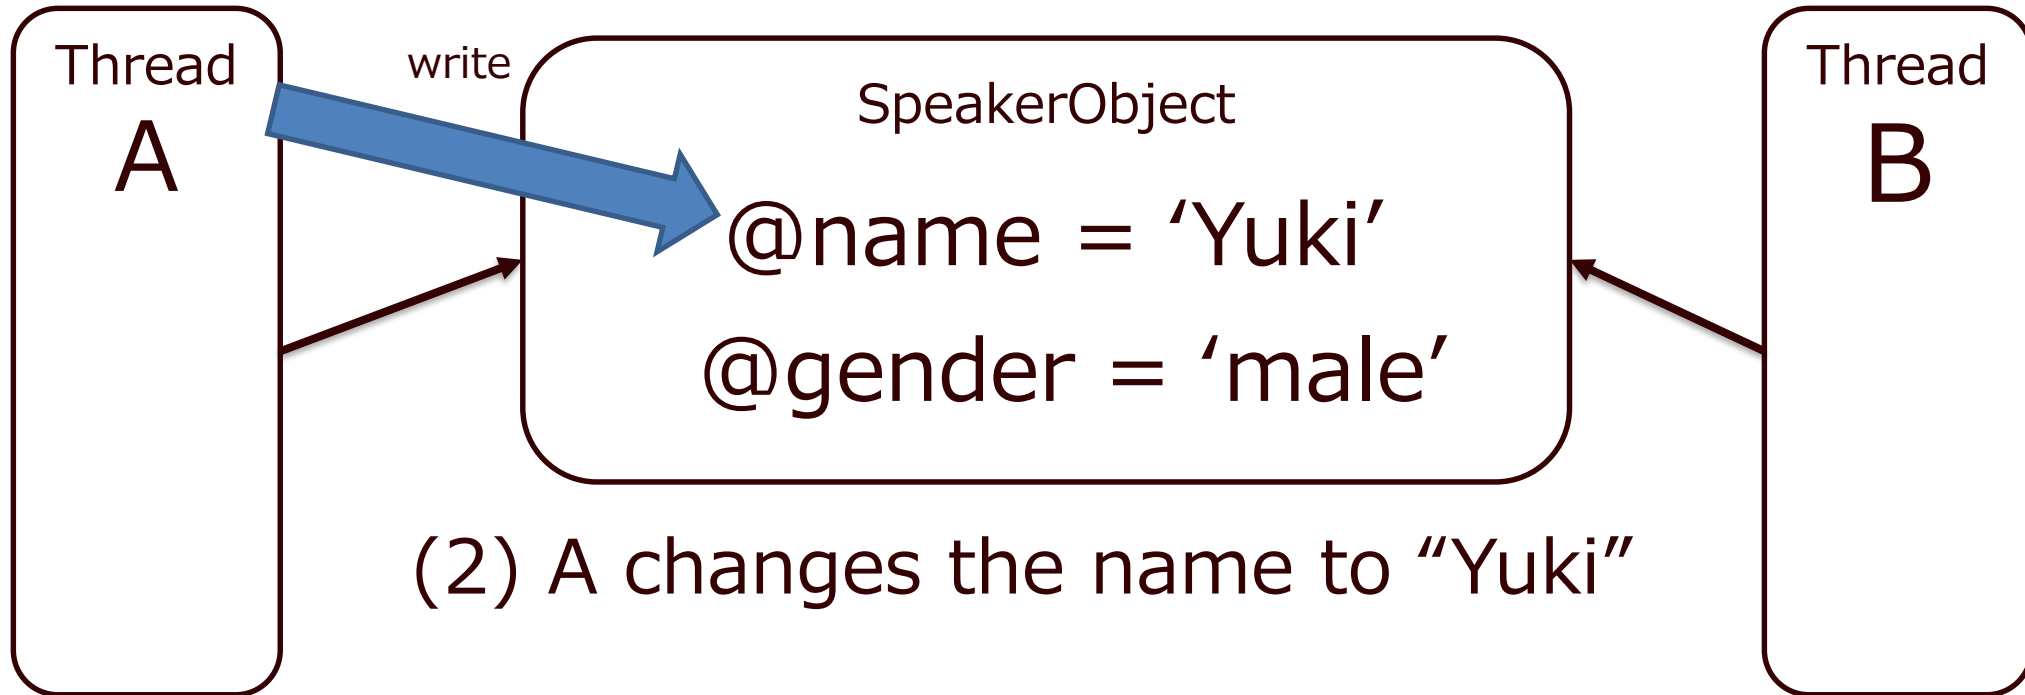 Thread
A
write
SpeakerObject
@name = ‘Yuki’
@gender = ‘male’
Thread
B
(2) A changes the name to “Yuki”